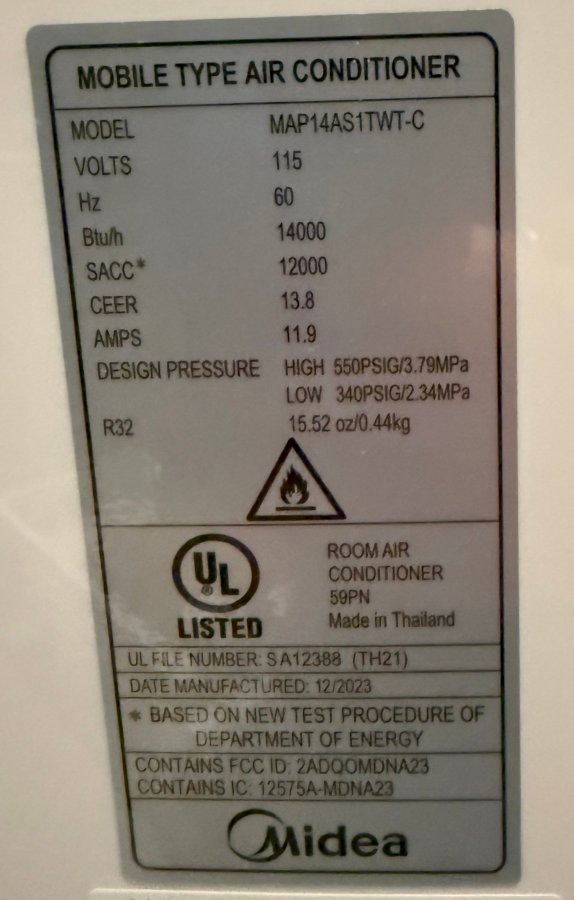 MOBILE TYPE AIR CONDITIONER
MODEL MAP14AS1TWT-C
VOLTS 115
Hz 60
Btu/h 14000
SACC* 12000
CEER 13.8
AMPS 11.9
DESIGN PRESSURE HIGH 550PSIG/3.79MPa
LOW 340PSIG/2.34MPa
R32 15.52 oz/0.44kg
UL
®
LISTED
ROOM AIR
CONDITIONER
59PN
Made in Thailand
UL FILE NUMBER: SA12388 (TH21)
DATE MANUFACTURED: 12/2023
* BASED ON NEW TEST PROCEDURE OF
DEPARTMENT OF ENERGY
CONTAINS FCC ID: 2ADQOMDNA23
CONTAINS IC: 12575A-MDNA23
Midea